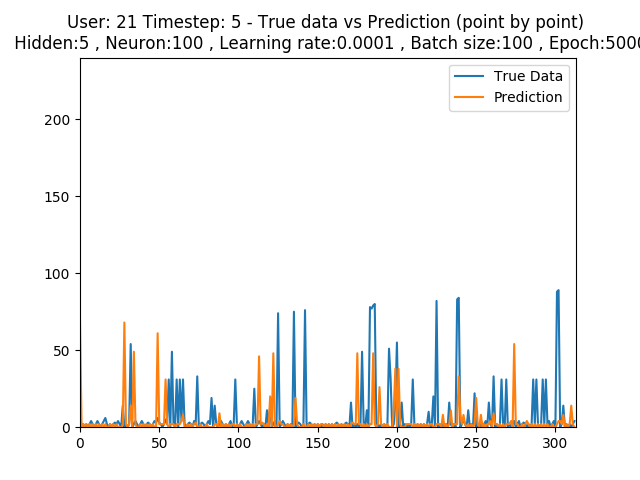 User: 21 Timestep: 5 - True data vs Prediction (point by point)
Hidden:5 , Neuron:100 , Learning rate:0.0001 , Batch size:100 , Epoch:5000
True Data
Prediction
200
150
100
50
0
0 50 100 150 200 250 300